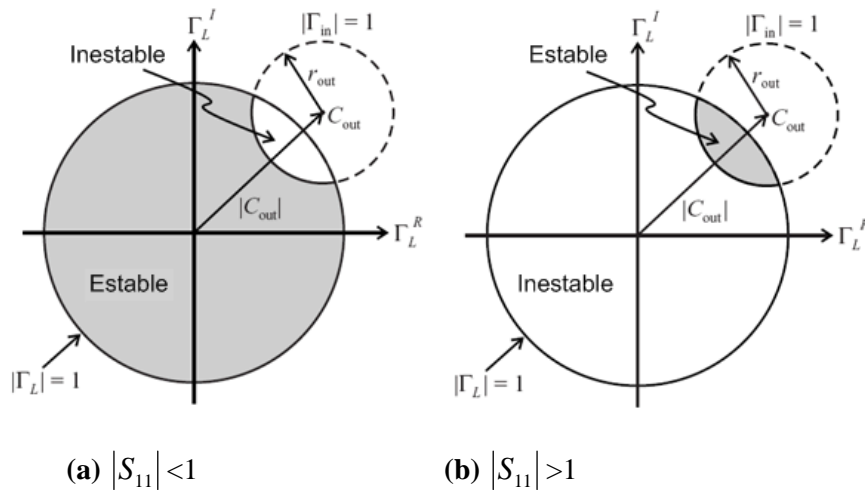 Γ_L^I
|Γ_in| = 1
Inestable
r_out
C_out
|C_out|
Γ_L^R
Estable
|Γ_L| = 1
(a) |S_11| < 1
Γ_L^I
|Γ_in| = 1
Estable
r_out
C_out
|C_out|
Γ_L^R
Inestable
|Γ_L| = 1
(b) |S_11| > 1